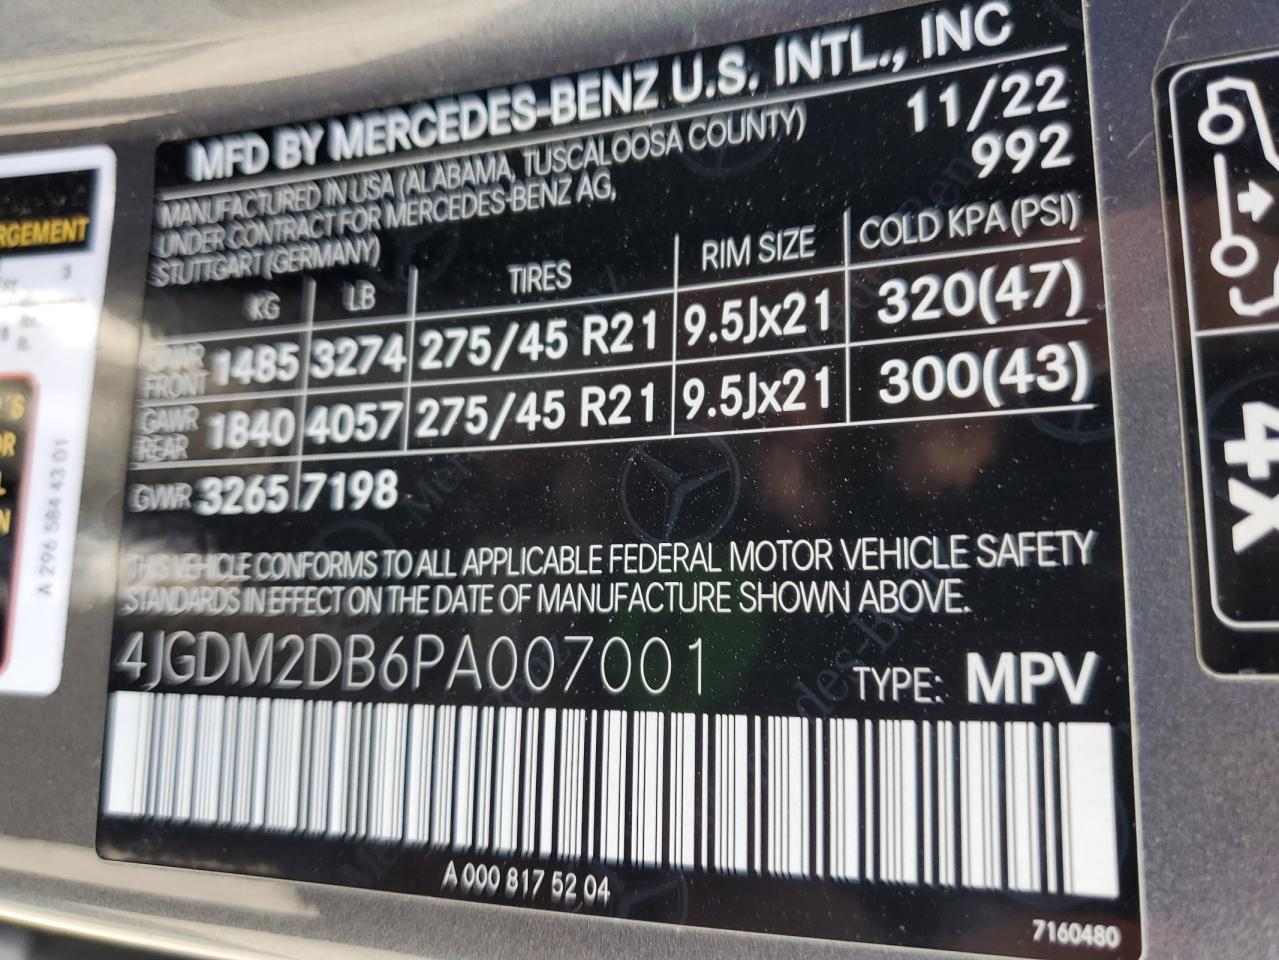 MFD BY MERCEDES-BENZ U.S. INTL., INC
MANUFACTURED IN USA (ALABAMA, TUSCALOOSA COUNTY) 11/22
UNDER CONTRACT FOR MERCEDES-BENZ AG, 992
STUTTGART (GERMANY)
KG LB TIRES RIM SIZE COLD KPA (PSI)
GAWR FRONT 1485 3274 275/45 R21 9.5Jx21 320(47)
GAWR REAR 1840 4057 275/45 R21 9.5Jx21 300(43)
GVWR 3265 7198
THIS VEHICLE CONFORMS TO ALL APPLICABLE FEDERAL MOTOR VEHICLE SAFETY
STANDARDS IN EFFECT ON THE DATE OF MANUFACTURE SHOWN ABOVE.
4JGDM2DB6PA007001 TYPE: MPV
A 000 817 52 04
7160480
RGEMENT
A 296 584 43 01
4X